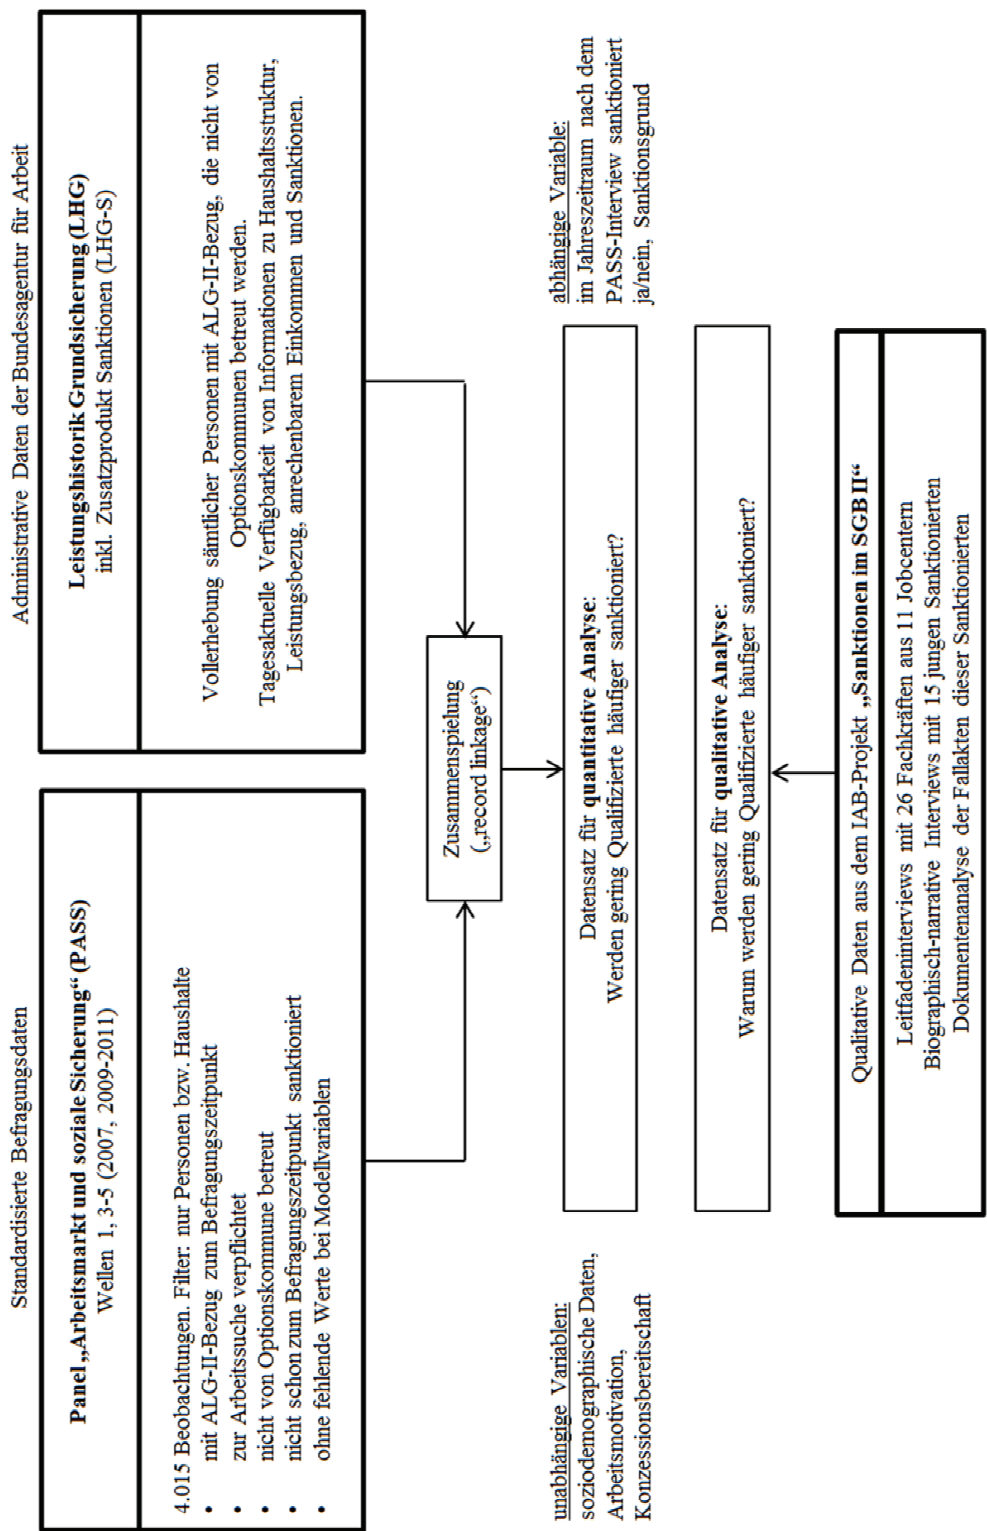 Standardisierte Befragungsdaten
Panel „Arbeitsmarkt und soziale Sicherung“ (PASS)
Wellen 1, 3-5 (2007, 2009-2011)
4.015 Beobachtungen. Filter: nur Personen bzw. Haushalte
• mit ALG-II-Bezug zum Befragungszeitpunkt
• zur Arbeitssuche verpflichtet
• nicht von Optionskommune betreut
• nicht schon zum Befragungszeitpunkt sanktioniert
• ohne fehlende Werte bei Modellvariablen
Administrative Daten der Bundesagentur für Arbeit
Leistungshistorik Grundsicherung (LHG)
inkl. Zusatzprodukt Sanktionen (LHG-S)
Vollerhebung sämtlicher Personen mit ALG-II-Bezug, die nicht von
Optionskommunen betreut werden.
Tagesaktuelle Verfügbarkeit von Informationen zu Haushaltsstruktur,
Leistungsbezug, anrechenbarem Einkommen und Sanktionen.
Zusammenspielung
(„record linkage“)
unabhängige Variablen:
soziodemographische Daten,
Arbeitsmotivation,
Konzessionsbereitschaft
Datensatz für quantitative Analyse:
Werden gering Qualifizierte häufiger sanktioniert?
abhängige Variable:
im Jahreszeitraum nach dem
PASS-Interview sanktioniert
ja/nein, Sanktionsgrund
Datensatz für qualitative Analyse:
Warum werden gering Qualifizierte häufiger sanktioniert?
Qualitative Daten aus dem IAB-Projekt „Sanktionen im SGB II“
Leitfadeninterviews mit 26 Fachkräften aus 11 Jobcentern
Biographisch-narrative Interviews mit 15 jungen Sanktionierten
Dokumentenanalyse der Fallakten dieser Sanktionierten